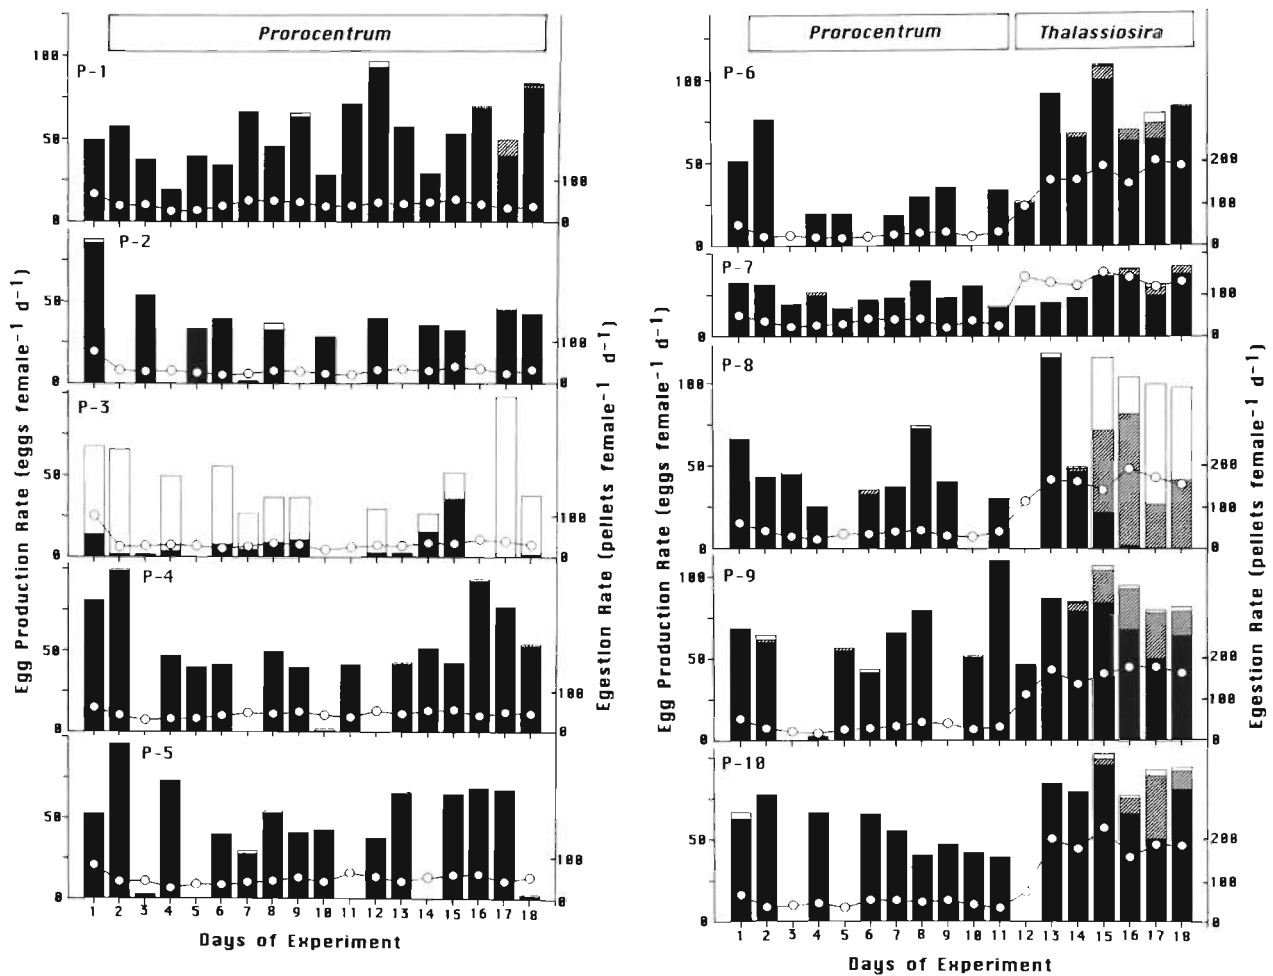 Prorocentrum
Prorocentrum
Thalassiosira
100
P-1
50
0
100
0
P-2
50
0
100
0
P-3
50
0
100
0
P-4
50
0
100
0
P-5
50
0
100
0
1 2 3 4 5 6 7 8 9 10 11 12 13 14 15 16 17 18
Days of Experiment
Egg Production Rate (eggs female⁻¹ d⁻¹)
Egestion Rate (pellets female⁻¹ d⁻¹)
P-6
100
50
0
200
100
0
P-7
50
0
100
0
P-8
100
50
0
200
100
0
P-9
100
50
0
200
100
0
P-10
50
0
200
100
0
1 2 3 4 5 6 7 8 9 10 11 12 13 14 15 16 17 18
Days of Experiment
Egg Production Rate (eggs female⁻¹ d⁻¹)
Egestion Rate (pellets female⁻¹ d⁻¹)